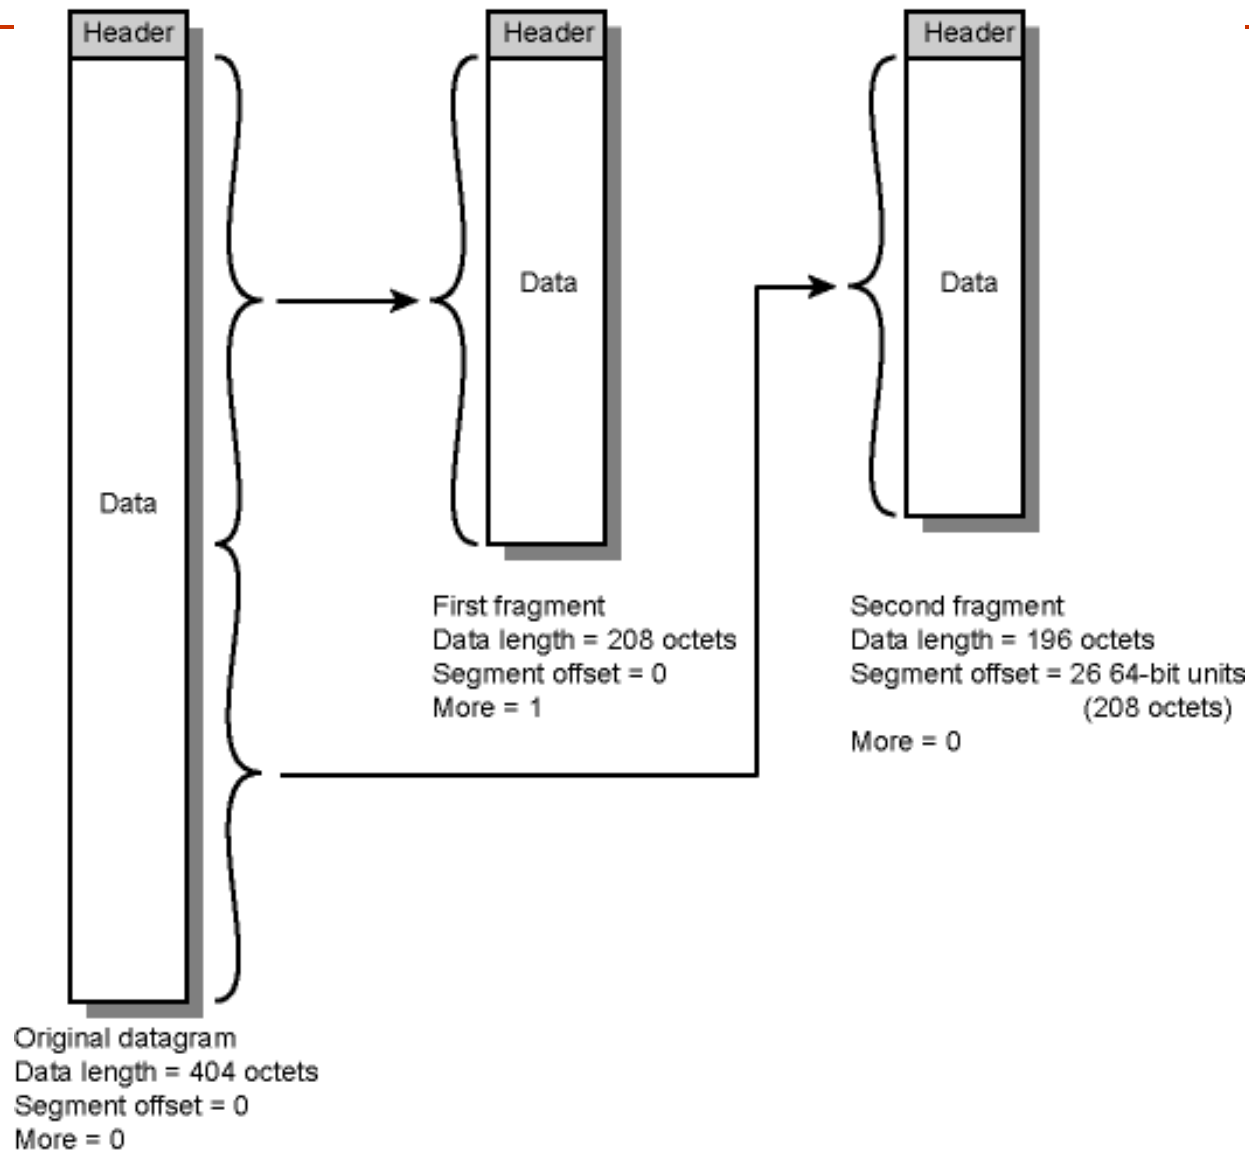 Header
Data
Original datagram
Data length = 404 octets
Segment offset = 0
More = 0
Header
Data
First fragment
Data length = 208 octets
Segment offset = 0
More = 1
Header
Data
Second fragment
Data length = 196 octets
Segment offset = 26 64-bit units
(208 octets)
More = 0